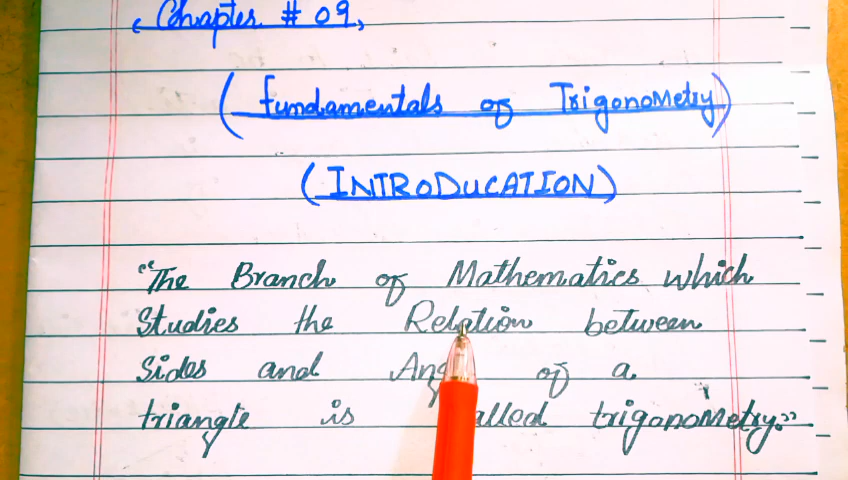 Chapter # 09,
(Fundamentals of Trigonometry)
(INTRODUCATION)
"The Branch of Mathematics which
Studies the Relation between
Sides and of a
triangle is trigonometry."